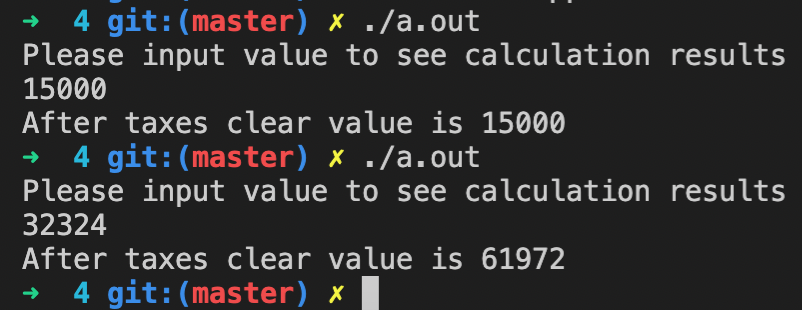 ➜  4 git:(master) ✗ ./a.out
Please input value to see calculation results
15000
After taxes clear value is 15000
➜  4 git:(master) ✗ ./a.out
Please input value to see calculation results
32324
After taxes clear value is 61972
➜  4 git:(master) ✗